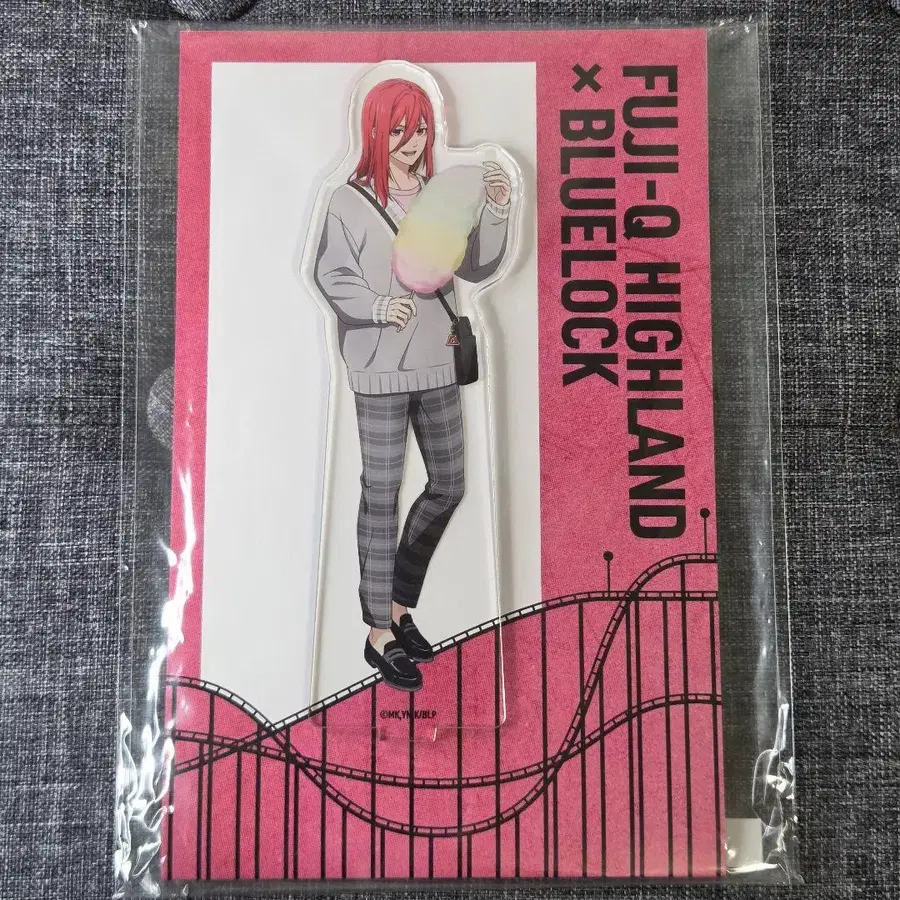 FUJI-Q HIGHLAND
× BLUELOCK
©MK,YN,K/BLP